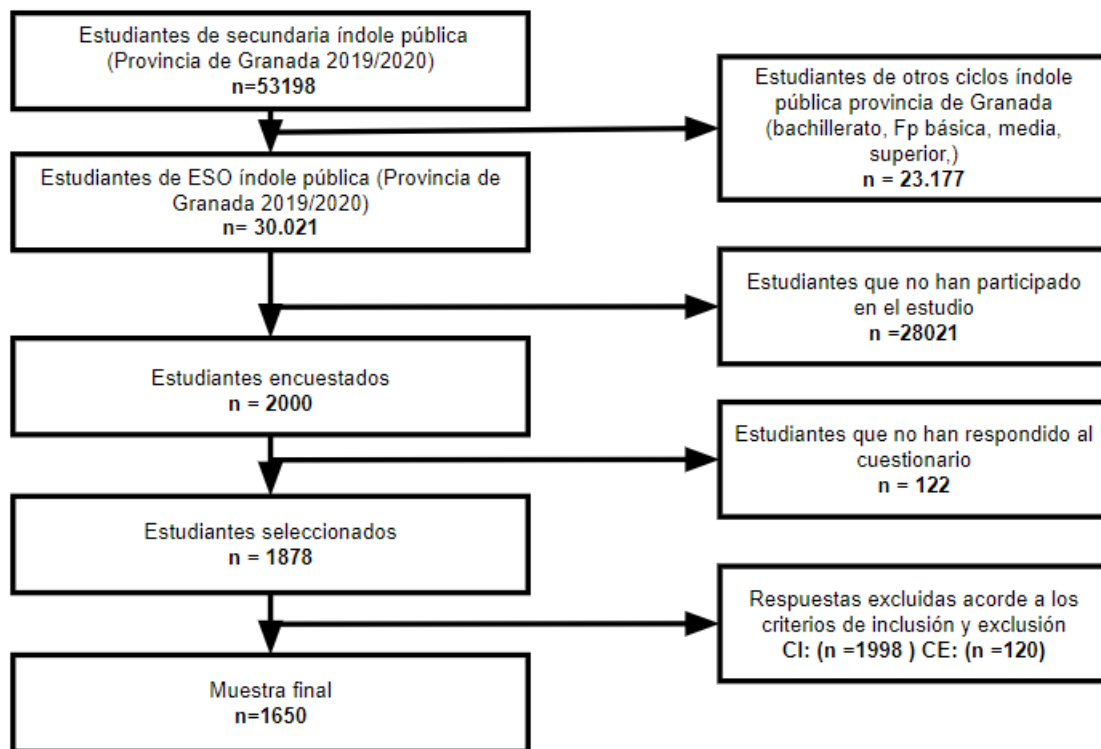 Estudiantes de secundaria índole pública
(Provincia de Granada 2019/2020)
n=53198
Estudiantes de otros ciclos índole
pública provincia de Granada
(bachillerato, Fp básica, media,
superior,)
n = 23.177
Estudiantes de ESO índole pública (Provincia de
Granada 2019/2020)
n= 30.021
Estudiantes que no han participado
en el estudio
n =28021
Estudiantes encuestados
n = 2000
Estudiantes que no han respondido al
cuestionario
n = 122
Estudiantes seleccionados
n = 1878
Respuestas excluidas acorde a los
criterios de inclusión y exclusión
CI: (n =1998 ) CE: (n =120)
Muestra final
n=1650